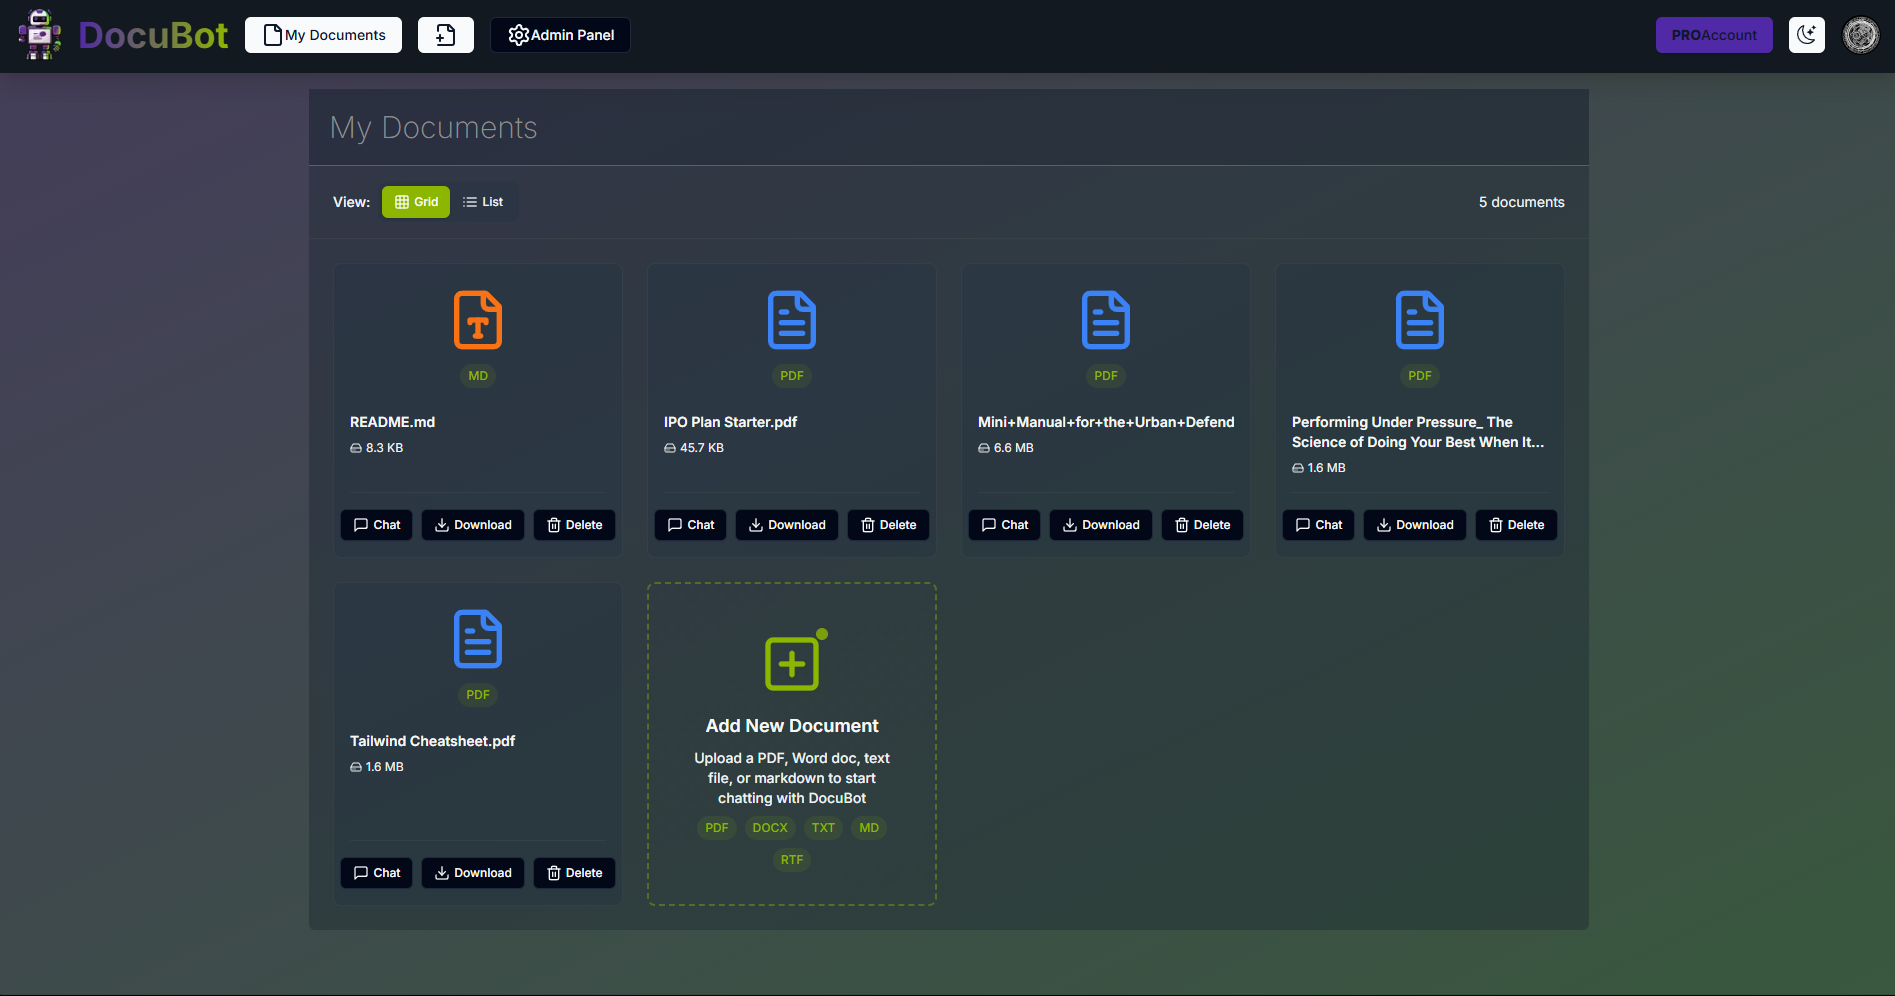 DocuBot
My Documents
Admin Panel
PROAccount
My Documents
View:
Grid
List
5 documents
MD
README.md
8.3 KB
Chat
Download
Delete
PDF
IPO Plan Starter.pdf
45.7 KB
Chat
Download
Delete
PDF
Mini+Manual+for+the+Urban+Defend
6.6 MB
Chat
Download
Delete
PDF
Performing Under Pressure_ The
Science of Doing Your Best When It...
1.6 MB
Chat
Download
Delete
PDF
Tailwind Cheatsheet.pdf
1.6 MB
Chat
Download
Delete
Add New Document
Upload a PDF, Word doc, text
file, or markdown to start
chatting with DocuBot
PDF DOCX TXT MD
RTF